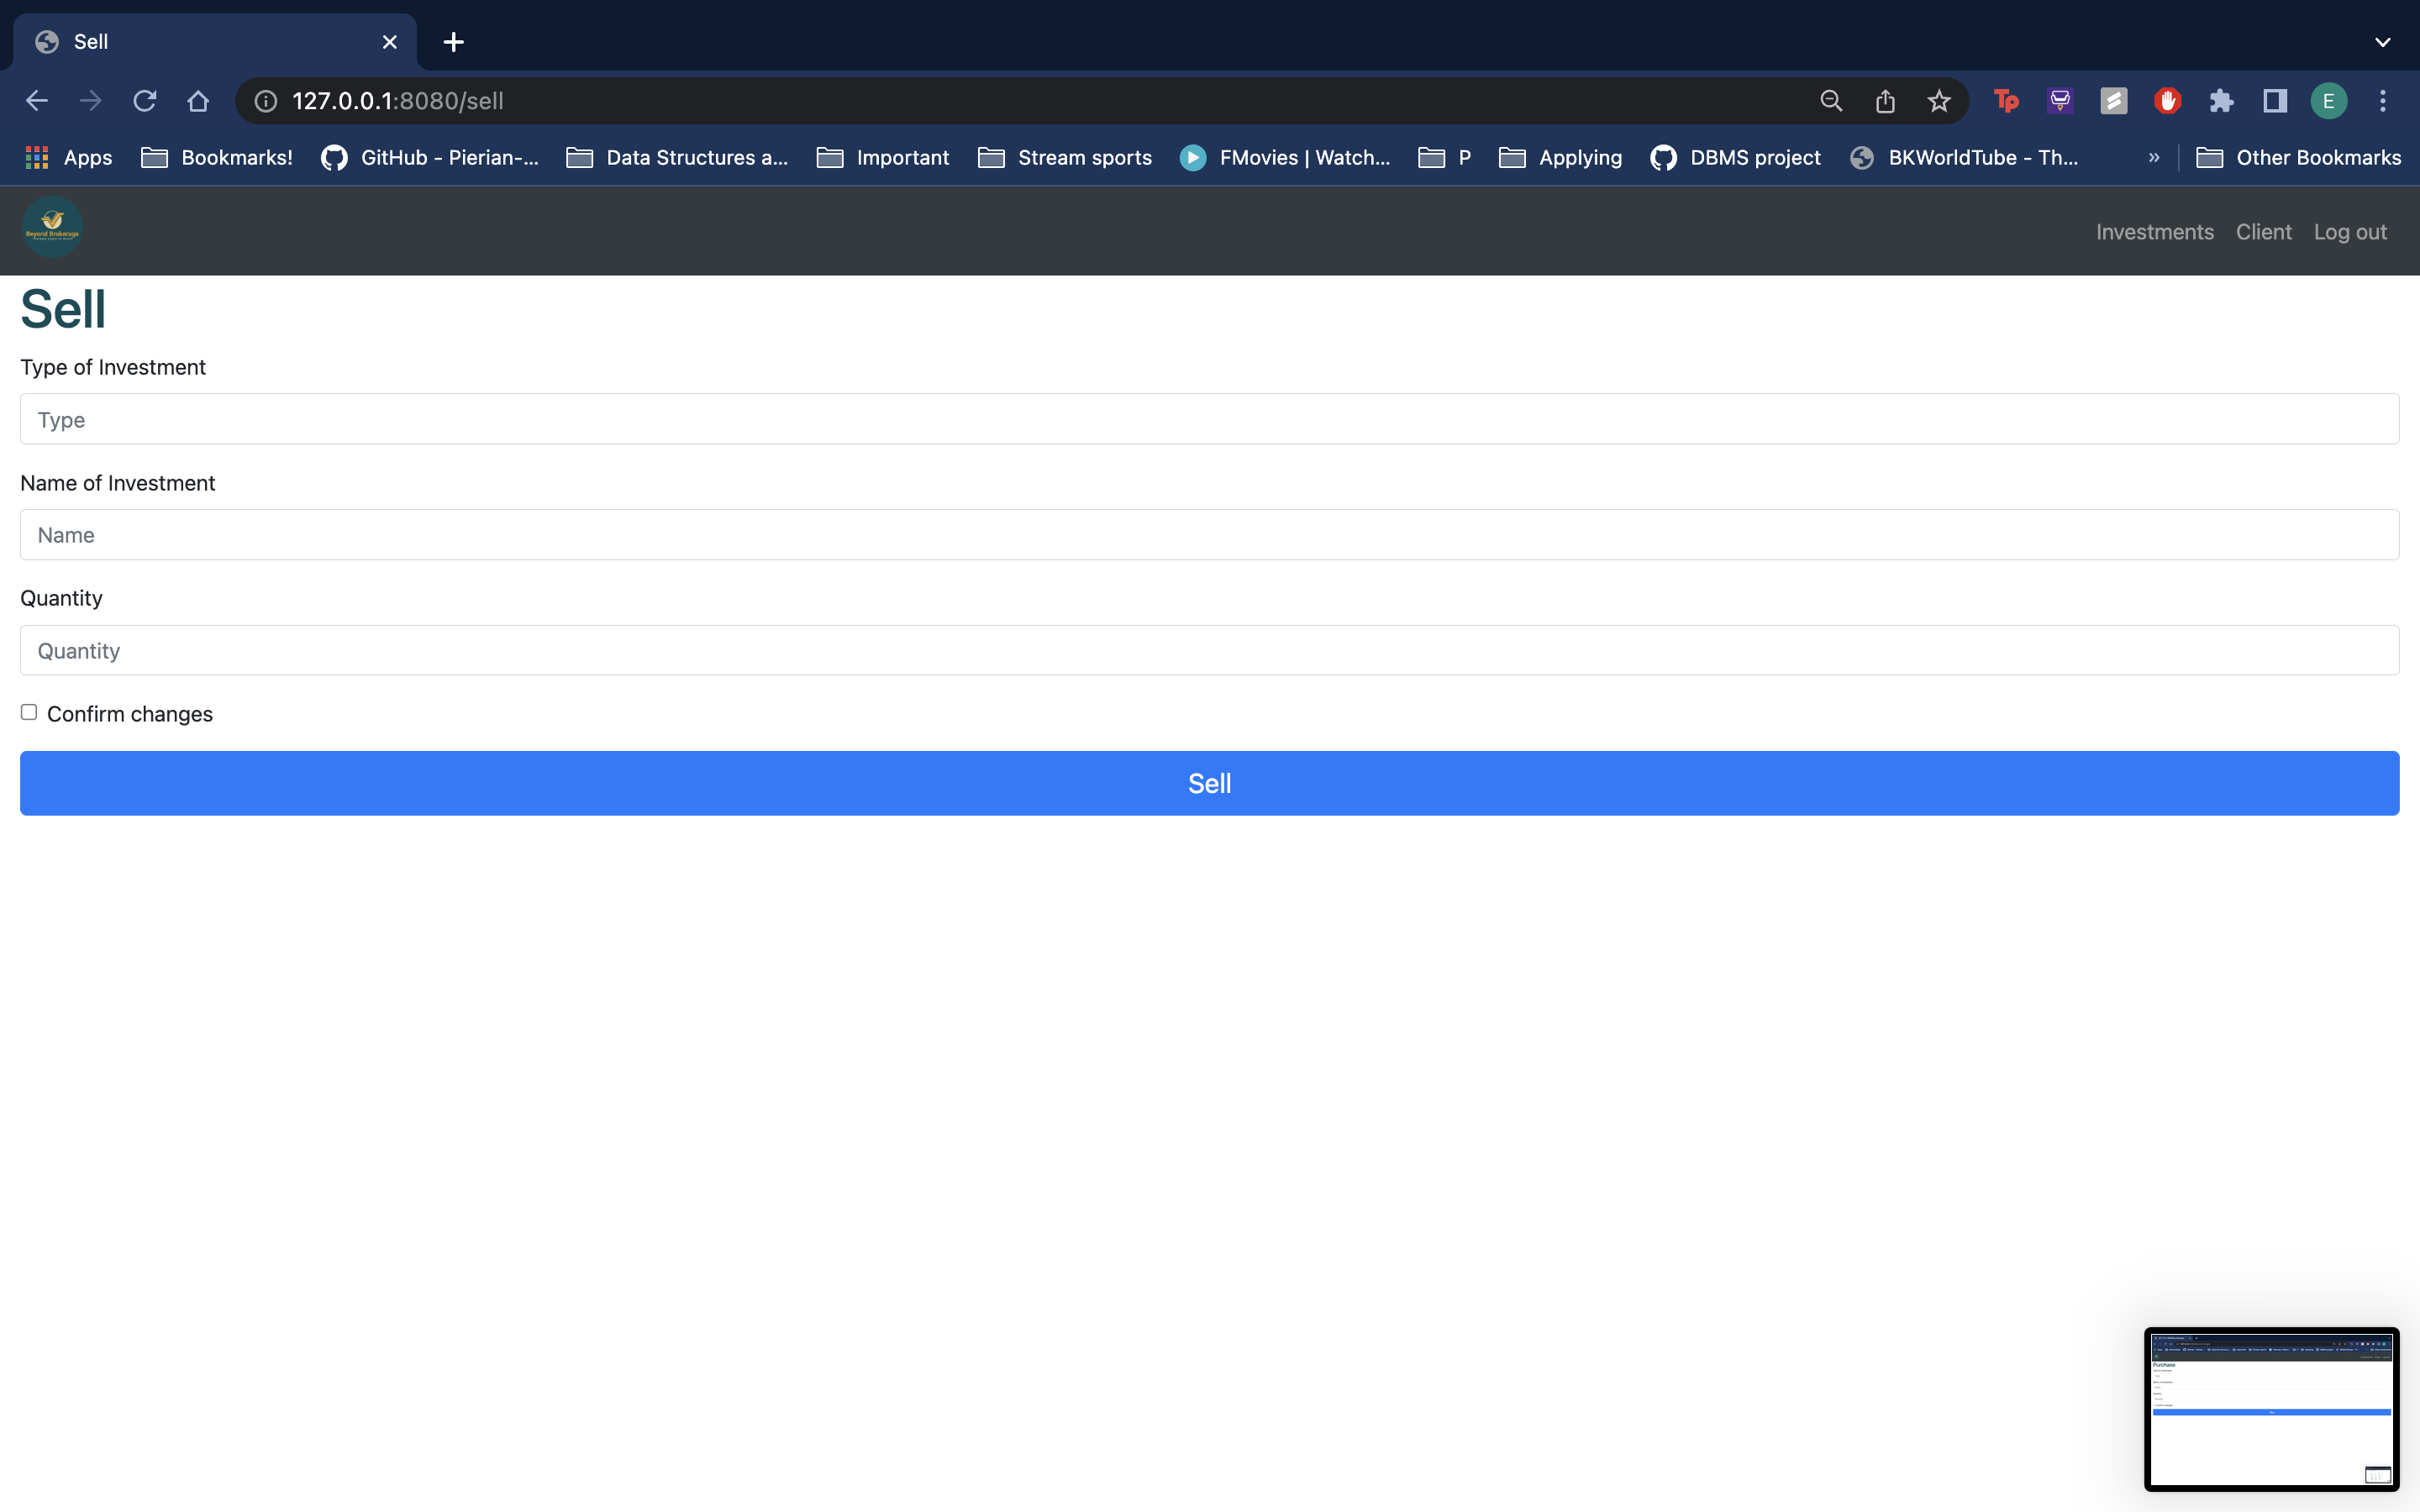 Sell
127.0.0.1:8080/sell
Tp
E
Apps Bookmarks! GitHub - Pierian-... Data Structures a... Important Stream sports FMovies | Watch... P Applying DBMS project BKWorldTube - Th... » Other Bookmarks
Beyond Brokerage
Investments Client Log out
Sell
Type of Investment
Type
Name of Investment
Name
Quantity
Quantity
Confirm changes
Sell
Purchase